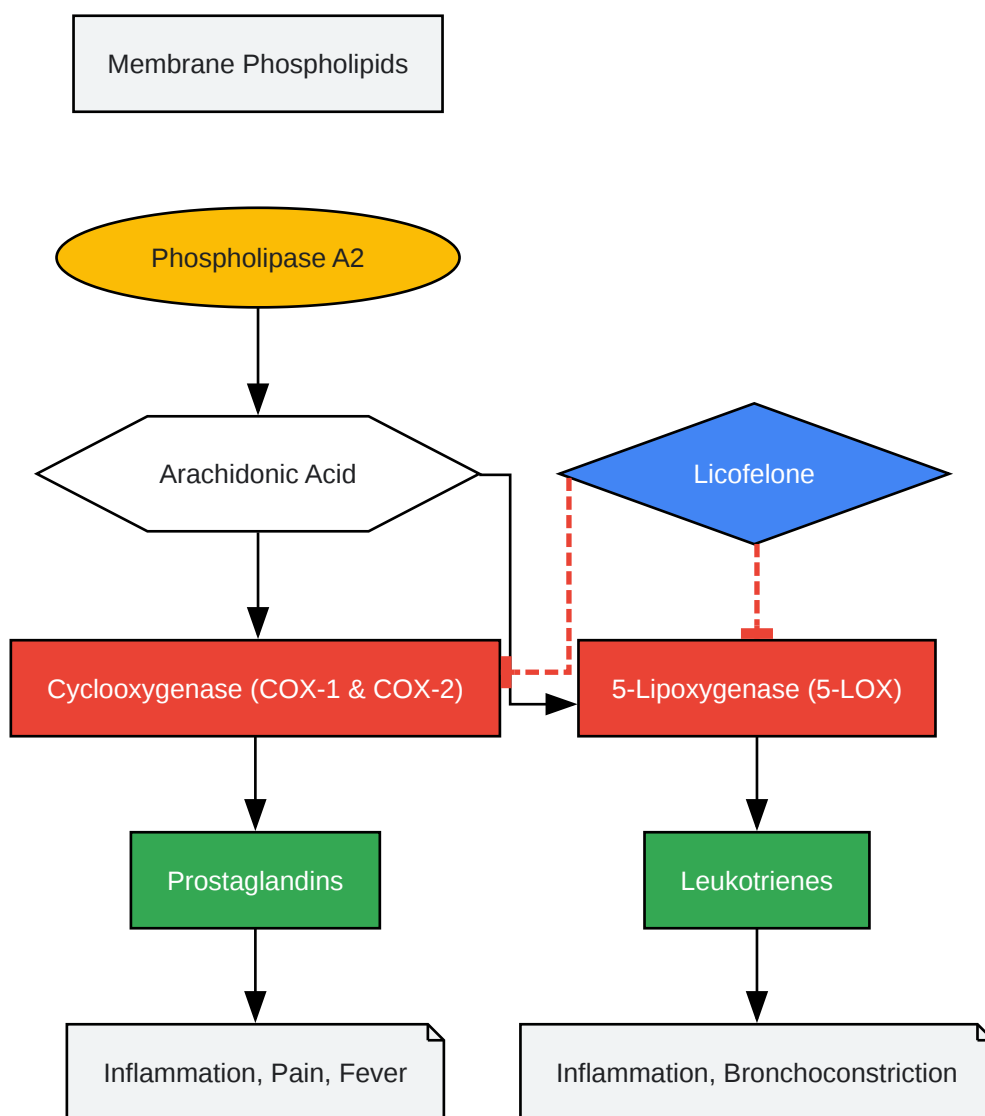 Membrane Phospholipids
Phospholipase A2
Arachidonic Acid
Licofelone
Cyclooxygenase (COX-1 & COX-2)
5-Lipoxygenase (5-LOX)
Prostaglandins
Leukotrienes
Inflammation, Pain, Fever
Inflammation, Bronchoconstriction